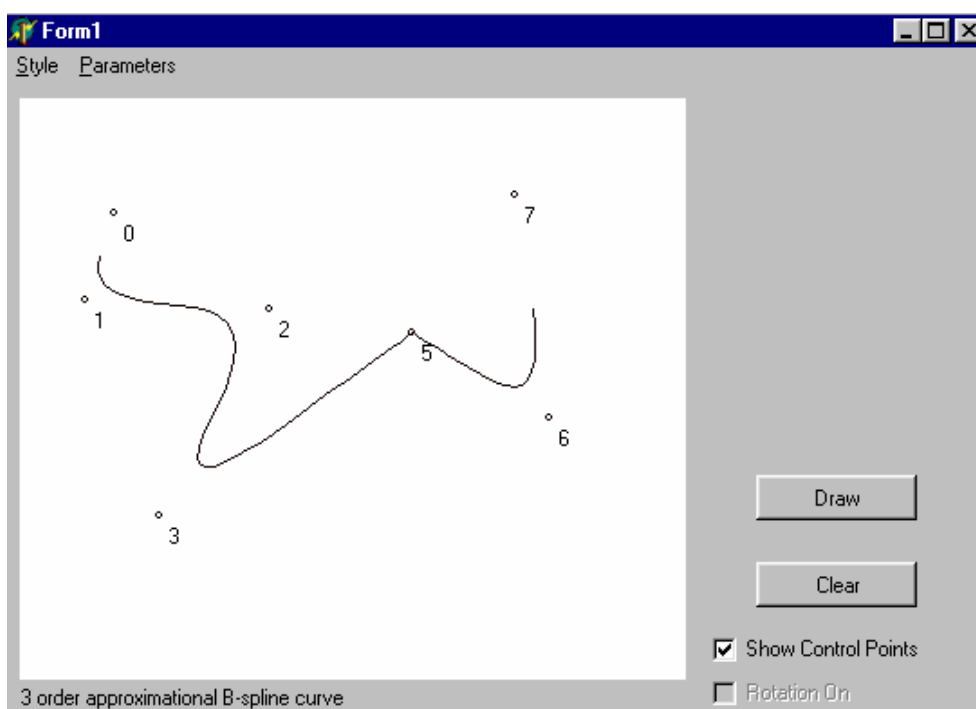 Form1
Style Parameters
7
0
1
2
5
6
3
Draw
Clear
Show Control Points
3 order approximational B-spline curve
Rotation On